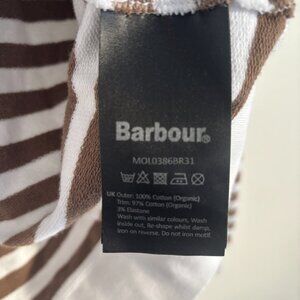 Barbour®
MOL0386BR31
UK Outer: 100% Cotton (Organic)
Trim: 97% Cotton (Organic)
3% Elastane
Wash with similar colours, Wash
inside out, Re-shape whilst damp,
Iron on reverse, Do not iron motif.